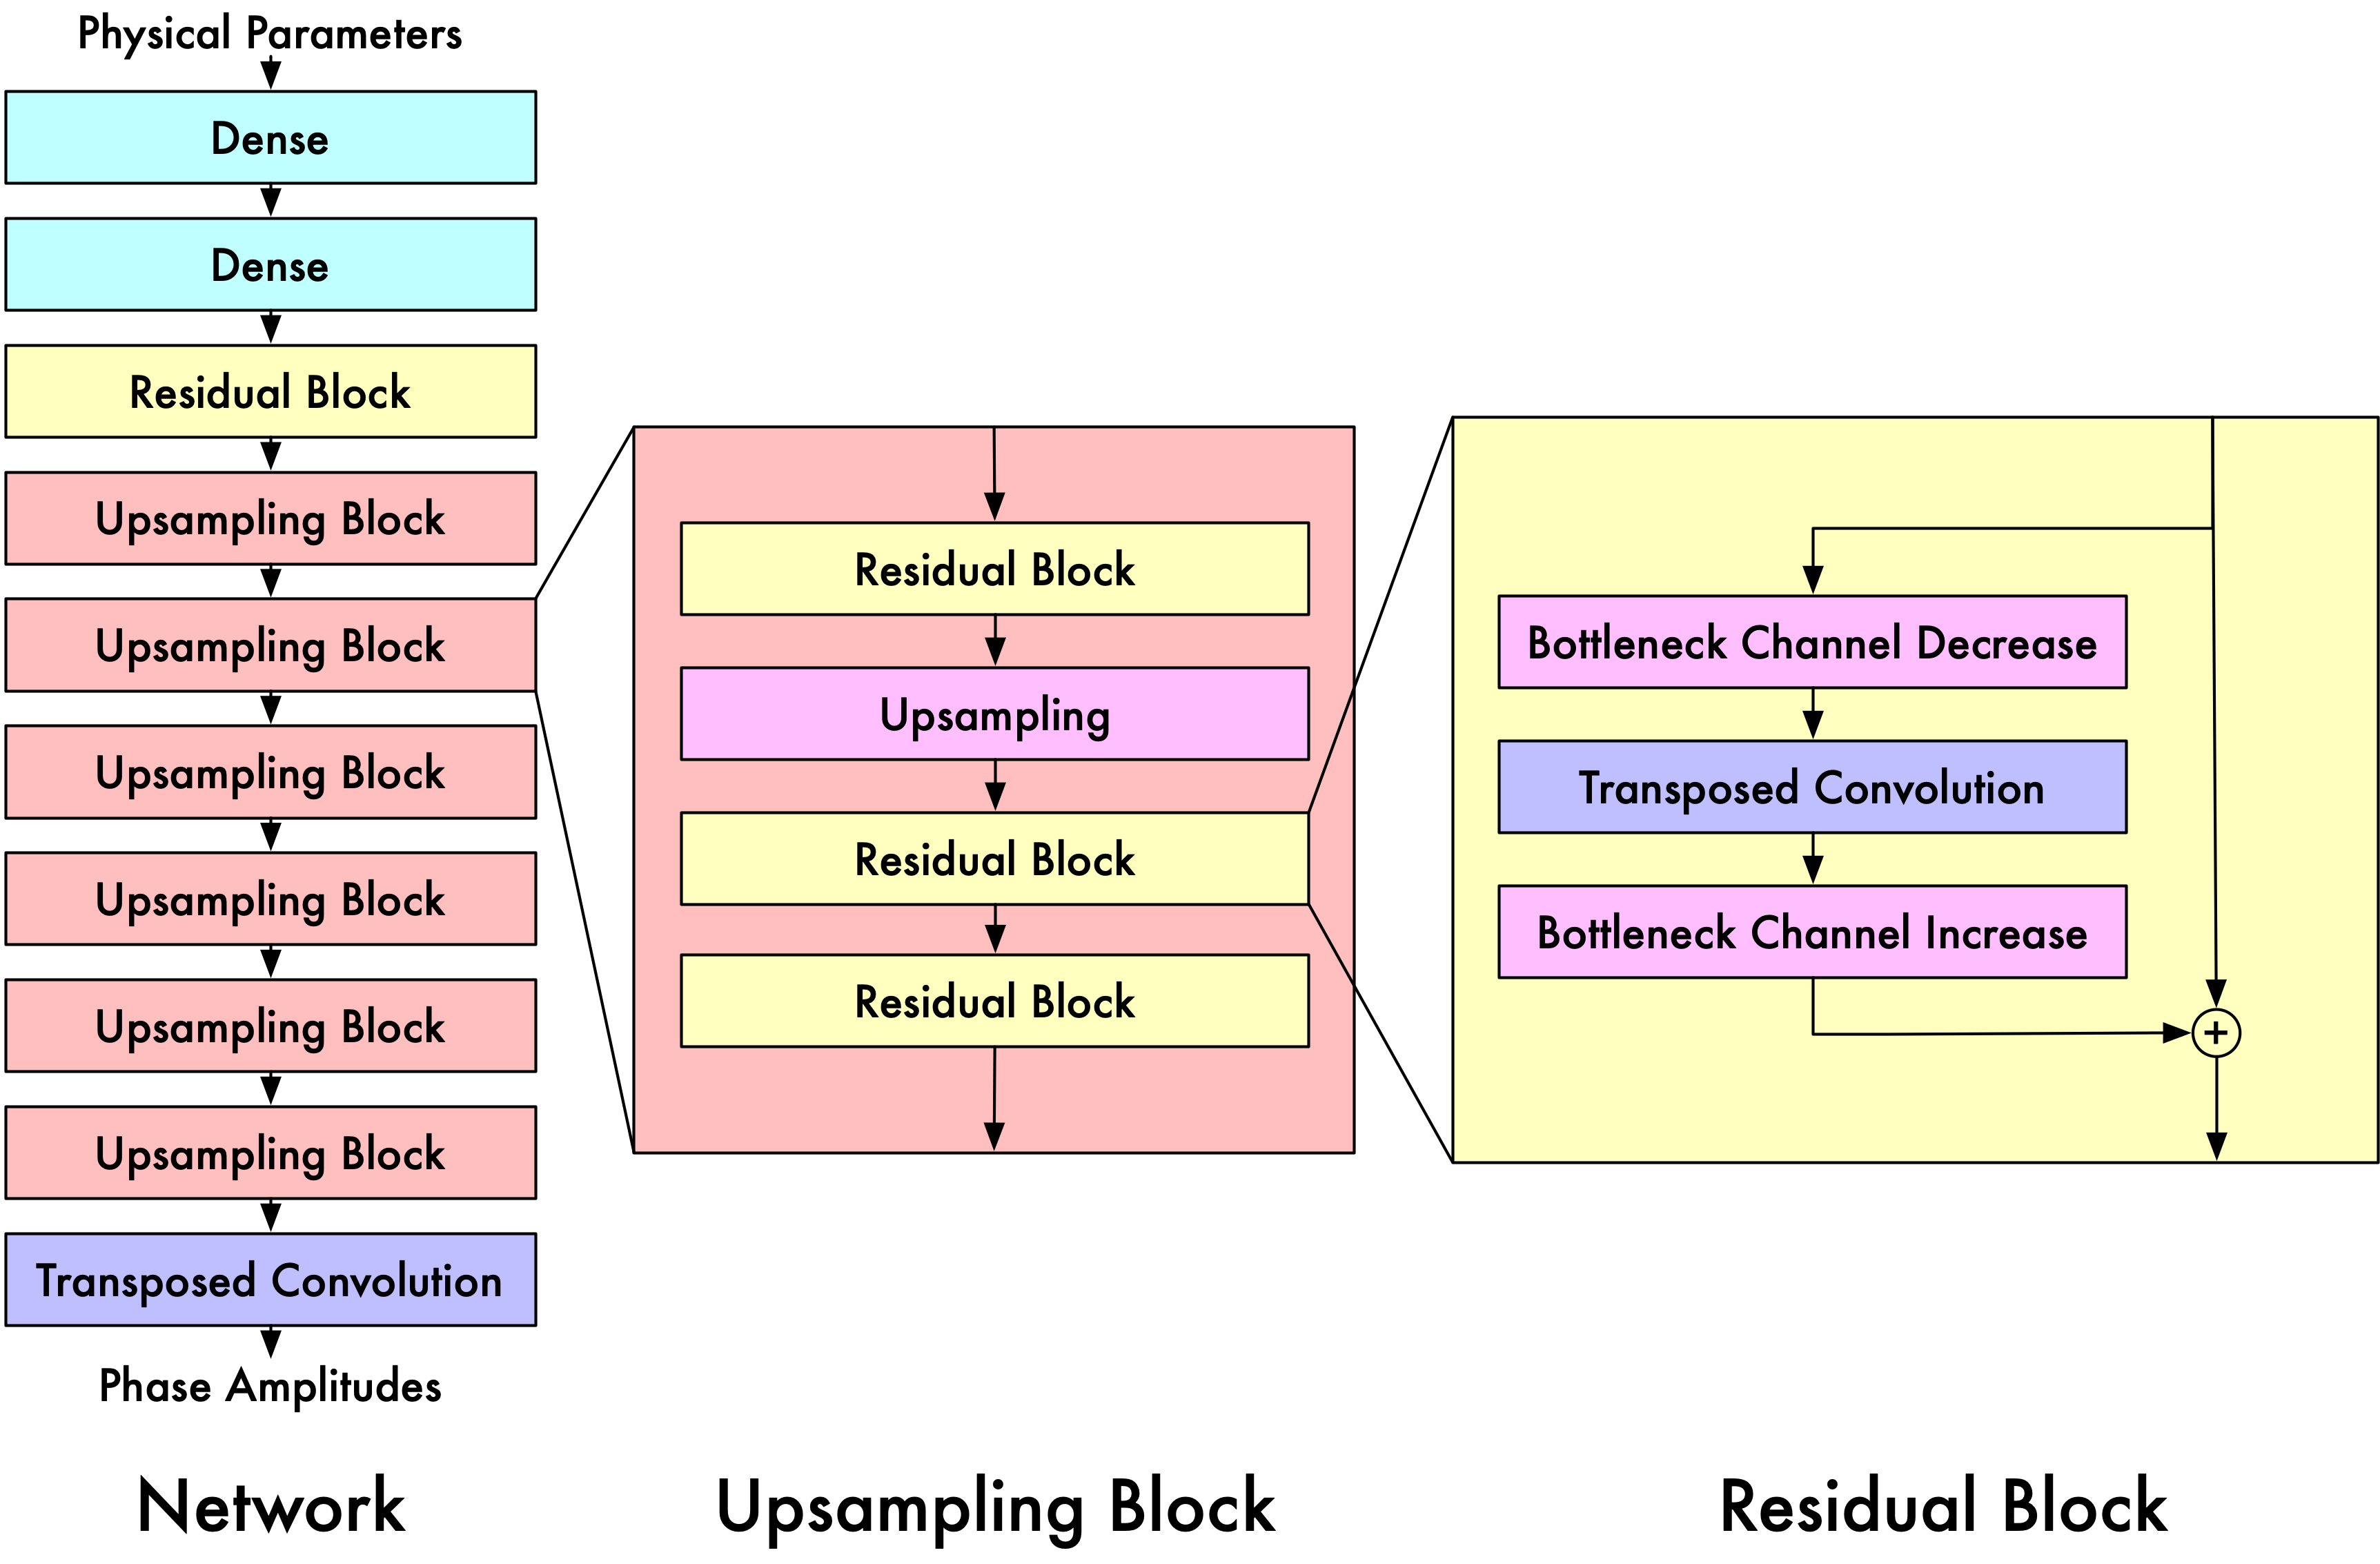 Physical Parameters
Dense
Dense
Residual Block
Upsampling Block
Upsampling Block
Upsampling Block
Upsampling Block
Upsampling Block
Upsampling Block
Transposed Convolution
Phase Amplitudes
Network
Residual Block
Upsampling
Residual Block
Residual Block
Upsampling Block
Bottleneck Channel Decrease
Transposed Convolution
Bottleneck Channel Increase
+
Residual Block